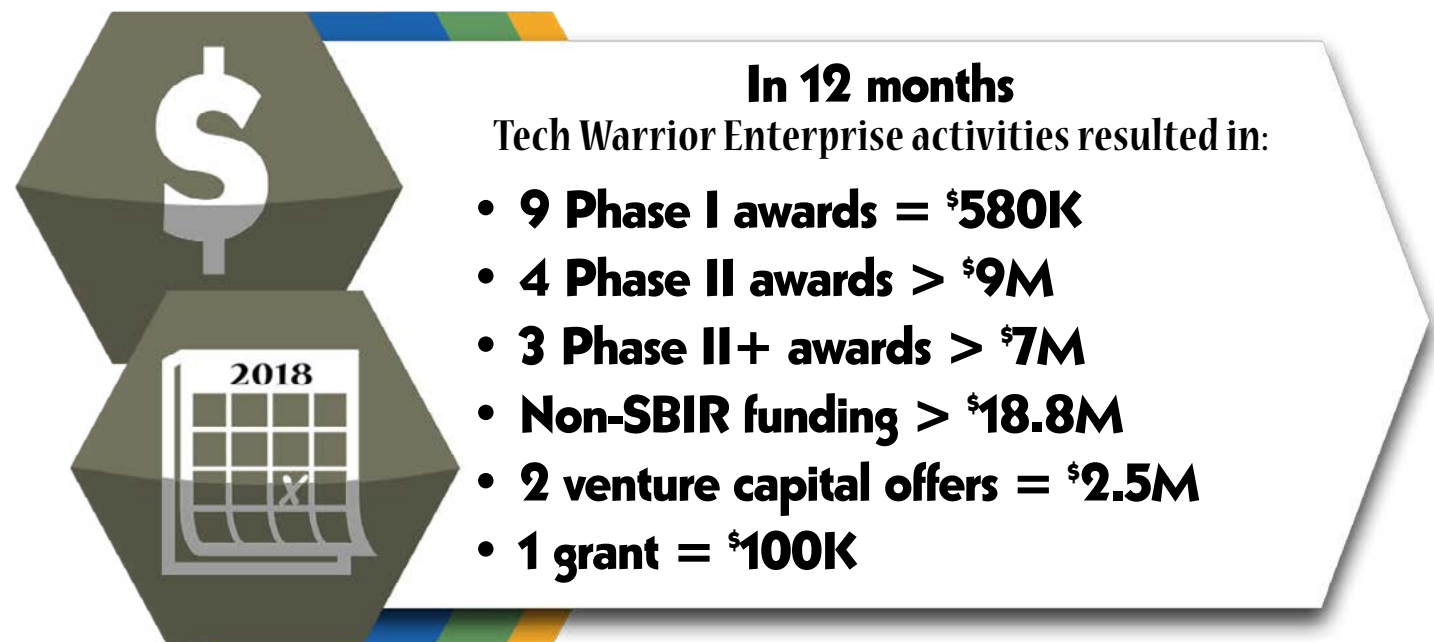 $
In 12 months
Tech Warrior Enterprise activities resulted in:
• 9 Phase I awards = $580K
• 4 Phase II awards > $9M
• 3 Phase II+ awards > $7M
• Non-SBIR funding > $18.8M
• 2 venture capital offers = $2.5M
• 1 grant = $100K
2018
X